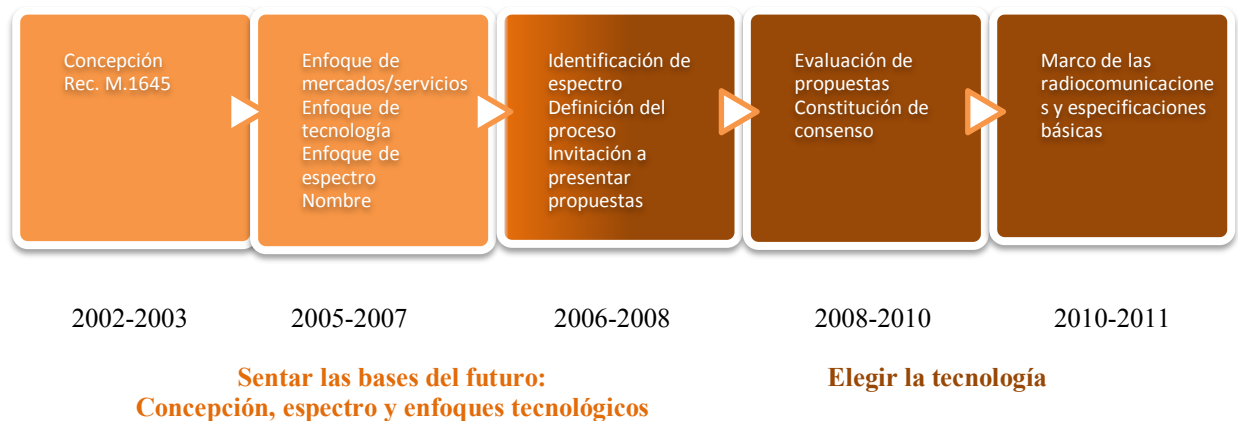 Concepción
Rec. M.1645
Enfoque de
mercados/servicios
Enfoque de
tecnología
Enfoque de
espectro
Nombre
Identificación de
espectro
Definición del
proceso
Invitación a
presentar
propuestas
Evaluación de
propuestas
Constitución de
consenso
Marco de las
radiocomunicacione
s y especificaciones
básicas
2002-2003
2005-2007
2006-2008
2008-2010
2010-2011
Sentar las bases del futuro:
Concepción, espectro y enfoques tecnológicos
Elegir la tecnología